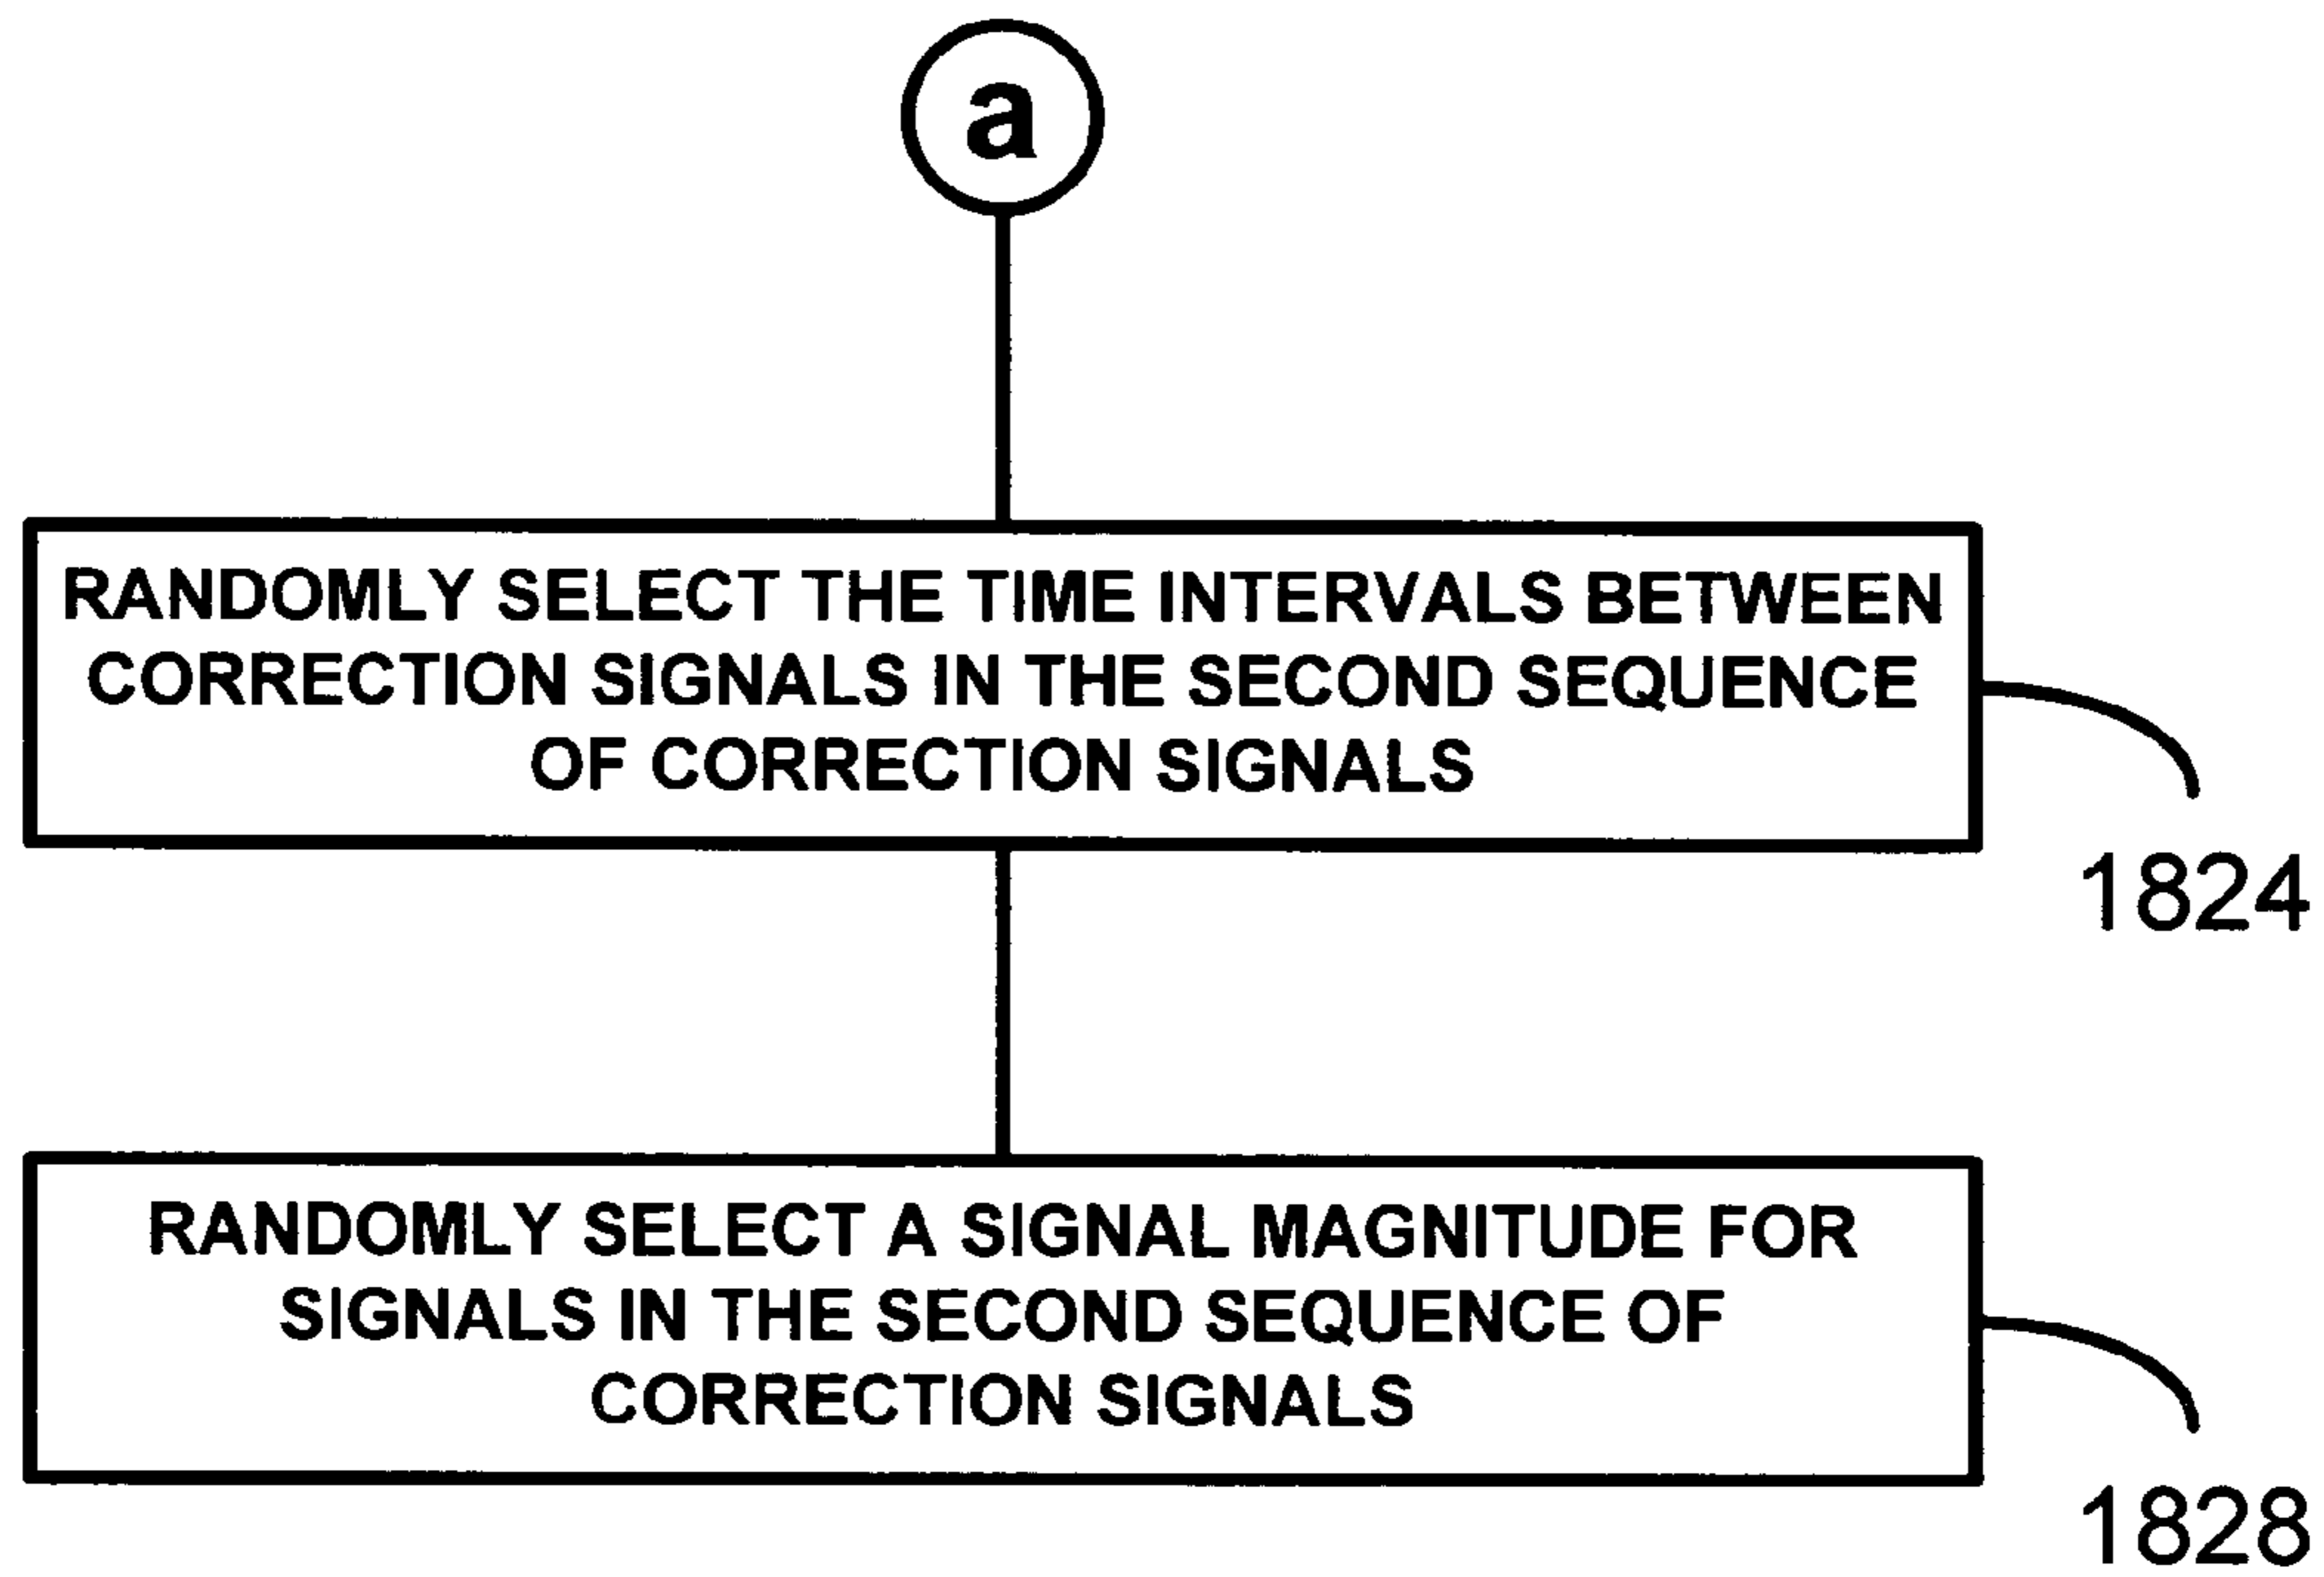 a
RANDOMLY SELECT THE TIME INTERVALS BETWEEN
CORRECTION SIGNALS IN THE SECOND SEQUENCE
OF CORRECTION SIGNALS
1824
RANDOMLY SELECT A SIGNAL MAGNITUDE FOR
SIGNALS IN THE SECOND SEQUENCE OF
CORRECTION SIGNALS
1828